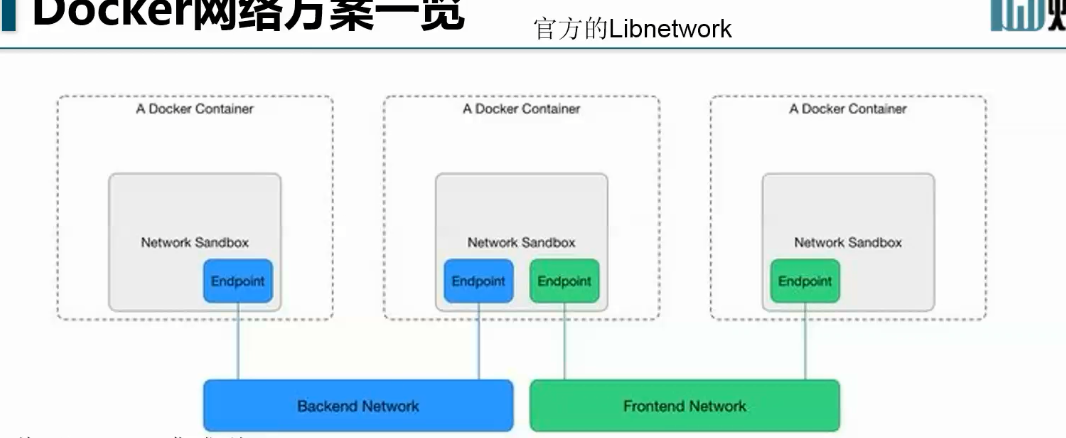 Docker网络方案一览
官方的Libnetwork
A Docker Container
A Docker Container
A Docker Container
Network Sandbox
Network Sandbox
Network Sandbox
Endpoint
Endpoint
Endpoint
Endpoint
Backend Network
Frontend Network